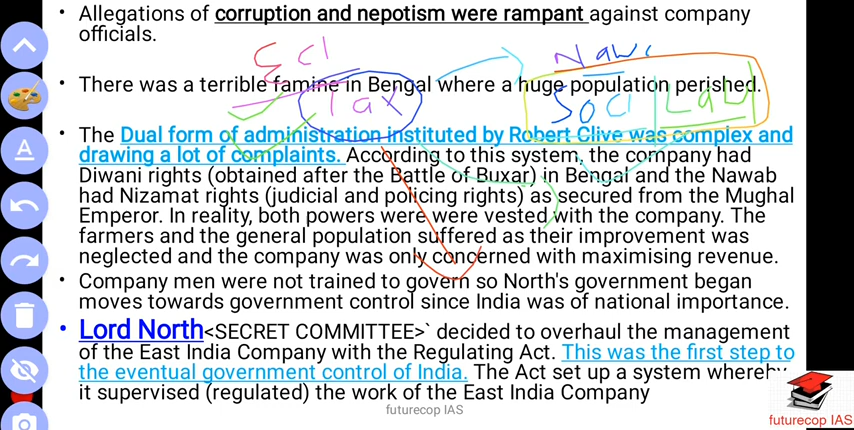 • Allegations of corruption and nepotism were rampant against company
officials.
EcI
Naw
• There was a terrible famine in Bengal where a huge population perished.
Tax
SOCI LaW
• The Dual form of administration instituted by Robert Clive was complex and
drawing a lot of complaints. According to this system, the company had
Diwani rights (obtained after the Battle of Buxar) in Bengal and the Nawab
had Nizamat rights (judicial and policing rights) as secured from the Mughal
Emperor. In reality, both powers were were vested with the company. The
farmers and the general population suffered as their improvement was
neglected and the company was only concerned with maximising revenue.
• Company men were not trained to govern so North's government began
moves towards government control since India was of national importance.
• Lord North<SECRET COMMITTEE>` decided to overhaul the management
of the East India Company with the Regulating Act. This was the first step to
the eventual government control of India. The Act set up a system whereby
it supervised (regulated) the work of the East India Company
futurecop IAS
futurecop IAS
A